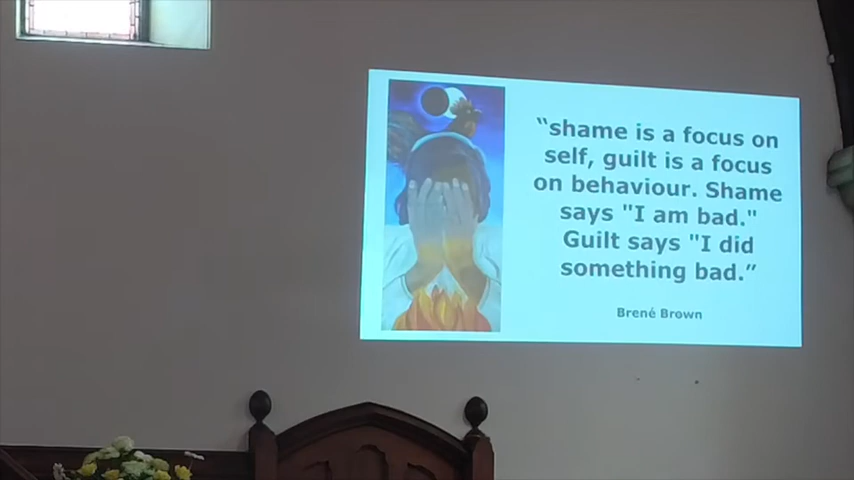 “shame is a focus on
self, guilt is a focus
on behaviour. Shame
says "I am bad."
Guilt says "I did
something bad.”
Brené Brown